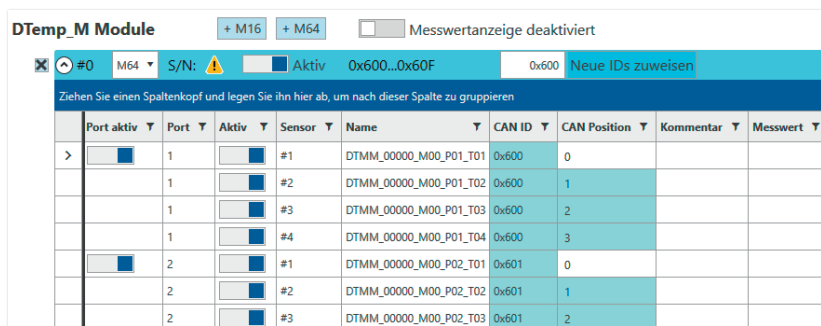 DTemp_M Module + M16 + M64 Messwertanzeige deaktiviert
#0 M64 S/N: Aktiv 0x600...0x60F 0x600 Neue IDs zuweisen
Ziehen Sie einen Spaltenkopf und legen Sie ihn hier ab, um nach dieser Spalte zu gruppieren
Port aktiv Port Aktiv Sensor Name CAN ID CAN Position Kommentar Messwert
1 #1 DTMM_00000_M00_P01_T01 0x600 0
1 #2 DTMM_00000_M00_P01_T02 0x600 1
1 #3 DTMM_00000_M00_P01_T03 0x600 2
1 #4 DTMM_00000_M00_P01_T04 0x600 3
2 #1 DTMM_00000_M00_P02_T01 0x601 0
2 #2 DTMM_00000_M00_P02_T02 0x601 1
2 #3 DTMM_00000_M00_P02_T03 0x601 2